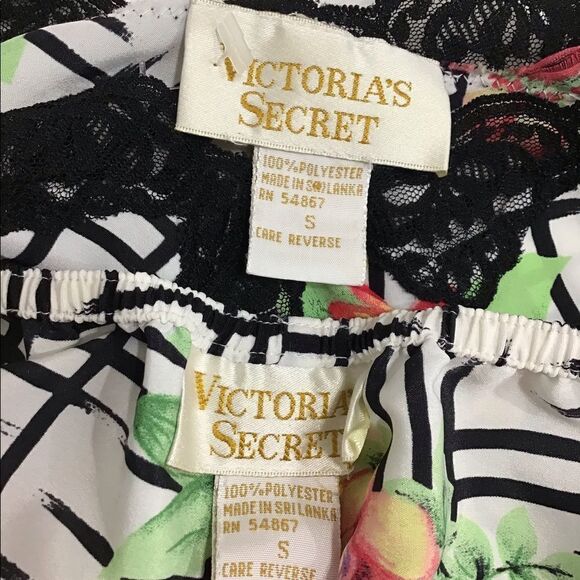 VICTORIA'S
SECRET
100% POLYESTER
MADE IN SRI LANKA
RN 54867
S
CARE REVERSE
VICTORIA'S
SECRET
100% POLYESTER
MADE IN SRI LANKA
RN 54867
S
CARE REVERSE